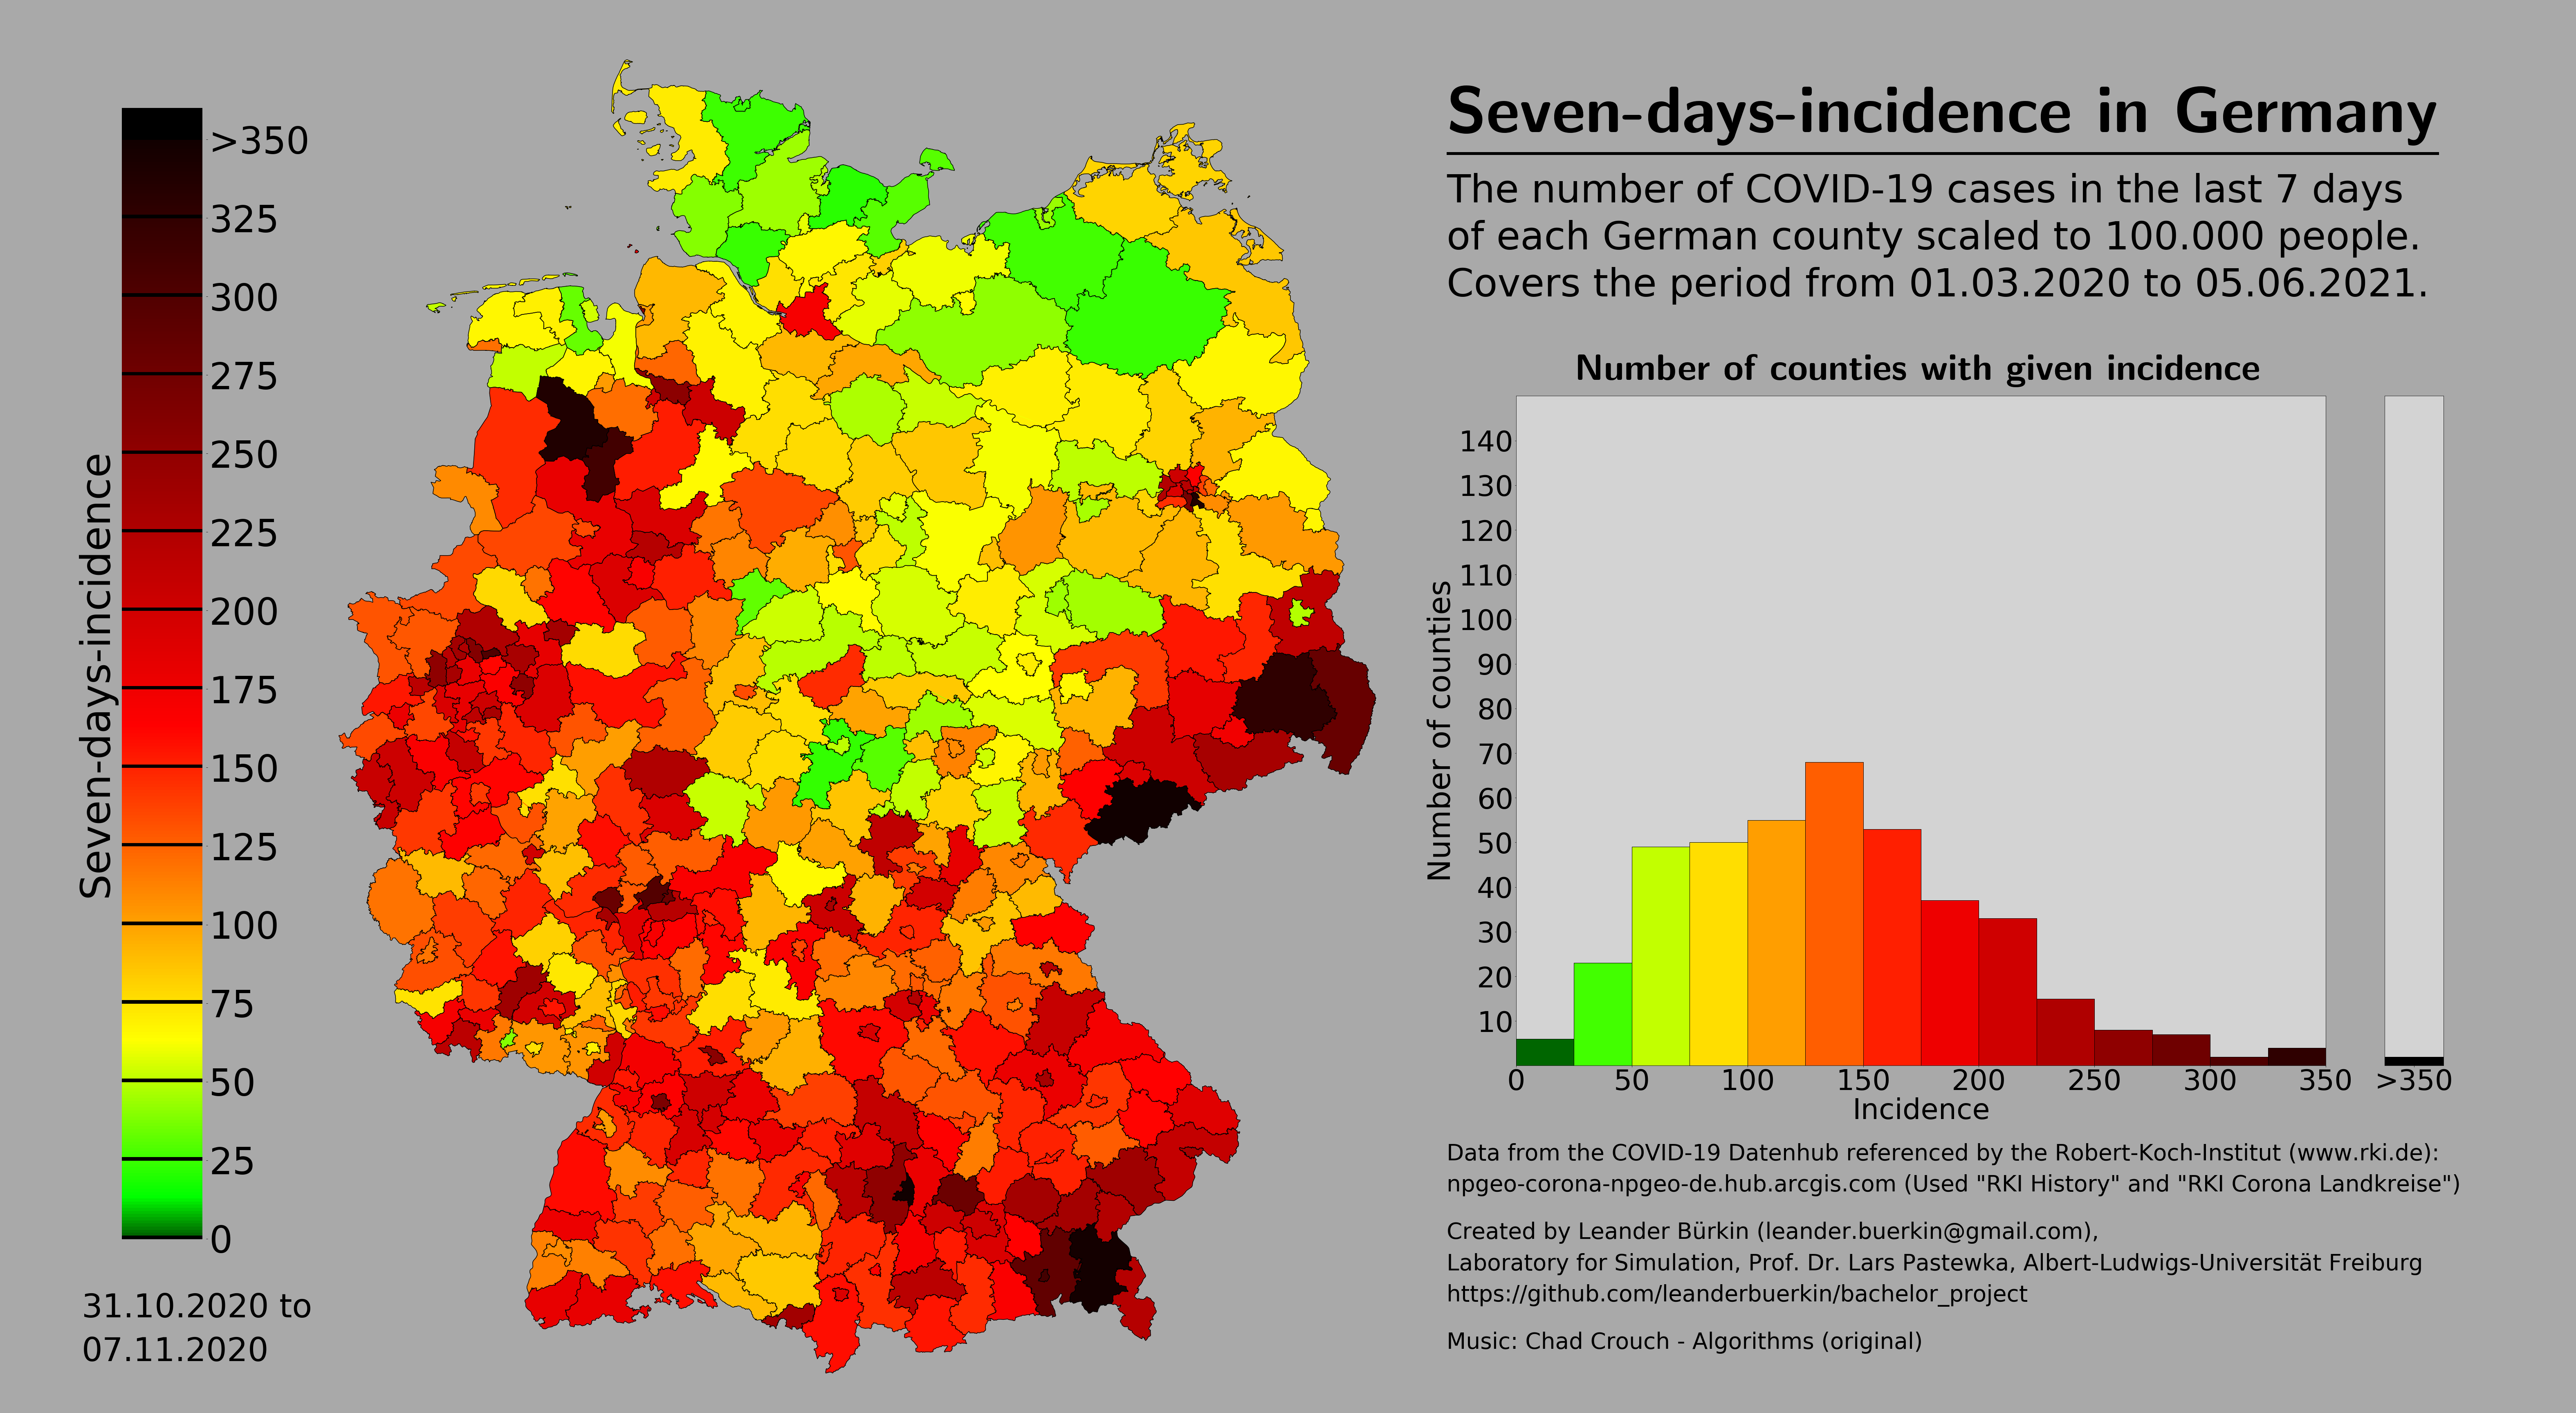 >350
325
300
275
250
225
200
175
150
125
100
75
50
25
0
Seven-days-incidence
31.10.2020 to
07.11.2020
Seven-days-incidence in Germany
The number of COVID-19 cases in the last 7 days
of each German county scaled to 100.000 people.
Covers the period from 01.03.2020 to 05.06.2021.
Number of counties with given incidence
140
130
120
110
100
90
80
70
60
50
40
30
20
10
Number of counties
0 50 100 150 200 250 300 350 >350
Incidence
Data from the COVID-19 Datenhub referenced by the Robert-Koch-Institut (www.rki.de):
npgeo-corona-npgeo-de.hub.arcgis.com (Used "RKI History" and "RKI Corona Landkreise")
Created by Leander Bürkin (leander.buerkin@gmail.com),
Laboratory for Simulation, Prof. Dr. Lars Pastewka, Albert-Ludwigs-Universität Freiburg
https://github.com/leanderbuerkin/bachelor_project
Music: Chad Crouch - Algorithms (original)